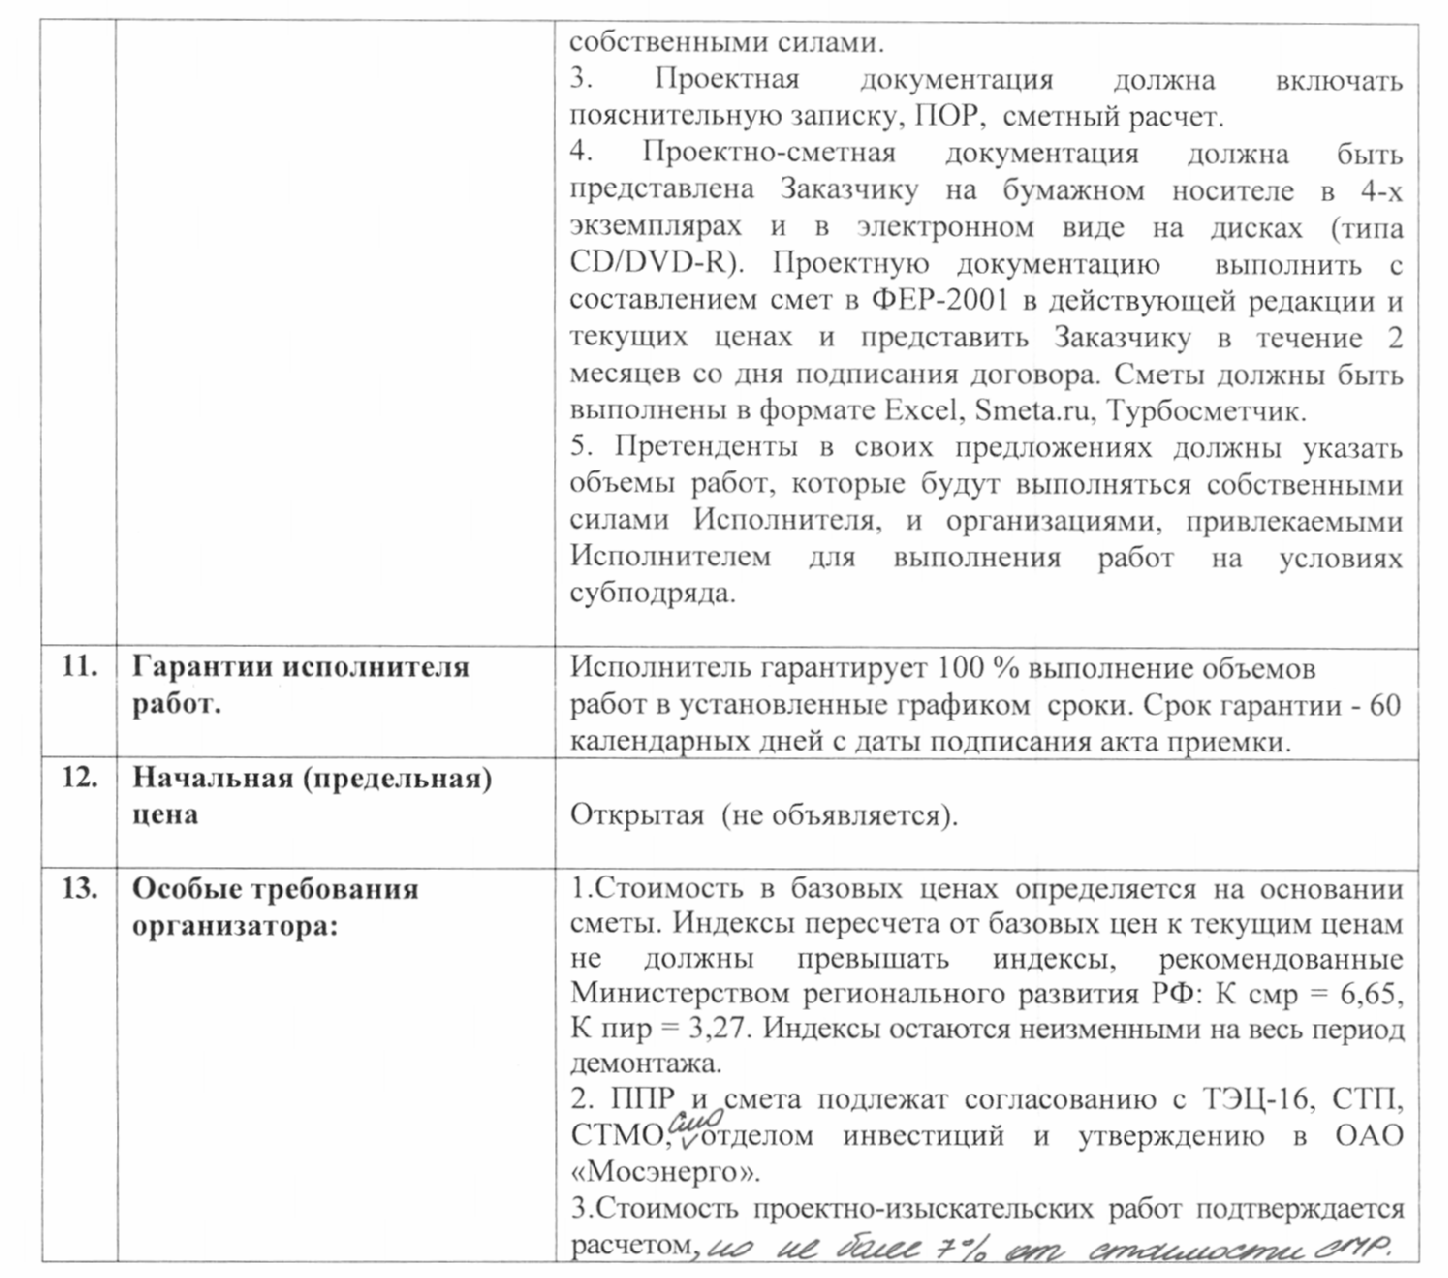 собственными силами.
3. Проектная документация должна включать
пояснительную записку, ПОР, сметный расчет.
4. Проектно-сметная документация должна быть
представлена Заказчику на бумажном носителе в 4-х
экземплярах и в электронном виде на дисках (типа
CD/DVD-R). Проектную документацию выполнить с
составлением смет в ФЕР-2001 в действующей редакции и
текущих ценах и представить Заказчику в течение 2
месяцев со дня подписания договора. Сметы должны быть
выполнены в формате Excel, Smeta.ru, Турбосметчик.
5. Претенденты в своих предложениях должны указать
объемы работ, которые будут выполняться собственными
силами Исполнителя, и организациями, привлекаемыми
Исполнителем для выполнения работ на условиях
субподряда.
11. Гарантии исполнителя
работ.
Исполнитель гарантирует 100 % выполнение объемов
работ в установленные графиком сроки. Срок гарантии - 60
календарных дней с даты подписания акта приемки.
12. Начальная (предельная)
цена
Открытая (не объявляется).
13. Особые требования
организатора:
1.Стоимость в базовых ценах определяется на основании
сметы. Индексы пересчета от базовых цен к текущим ценам
не должны превышать индексы, рекомендованные
Министерством регионального развития РФ: К смр = 6,65,
К пир = 3,27. Индексы остаются неизменными на весь период
демонтажа.
2. ППР и смета подлежат согласованию с ТЭЦ-16, СТП,
СТМО, отделом инвестиций и утверждению в ОАО
«Мосэнерго».
3.Стоимость проектно-изыскательских работ подтверждается
расчетом, но не более 7% от стоимости СМР.